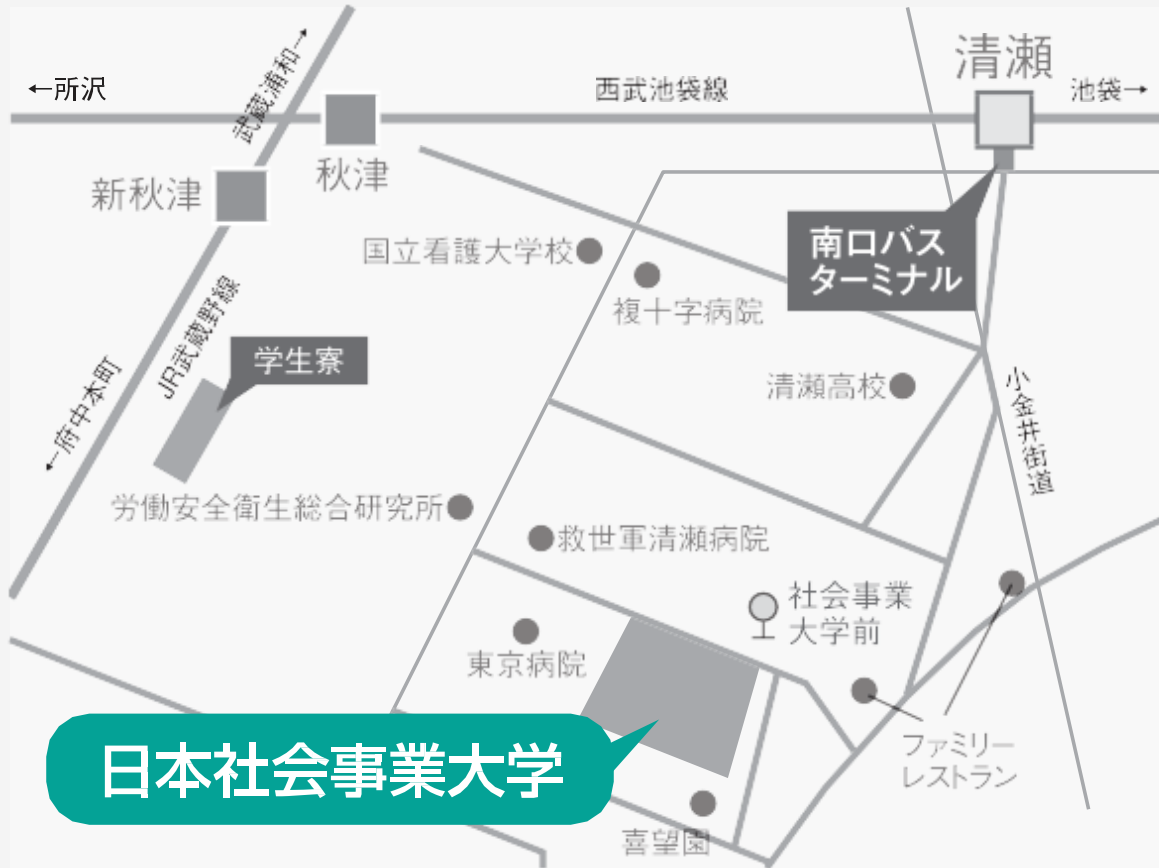 清瀬
←所沢
武蔵浦和→
西武池袋線
池袋→
秋津
新秋津
南口バス
ターミナル
国立看護大学校
複十字病院
JR武蔵野線
学生寮
←府中本町
清瀬高校
小金井街道
労働安全衛生総合研究所
救世軍清瀬病院
社会事業
大学前
東京病院
日本社会事業大学
ファミリー
レストラン
喜望園